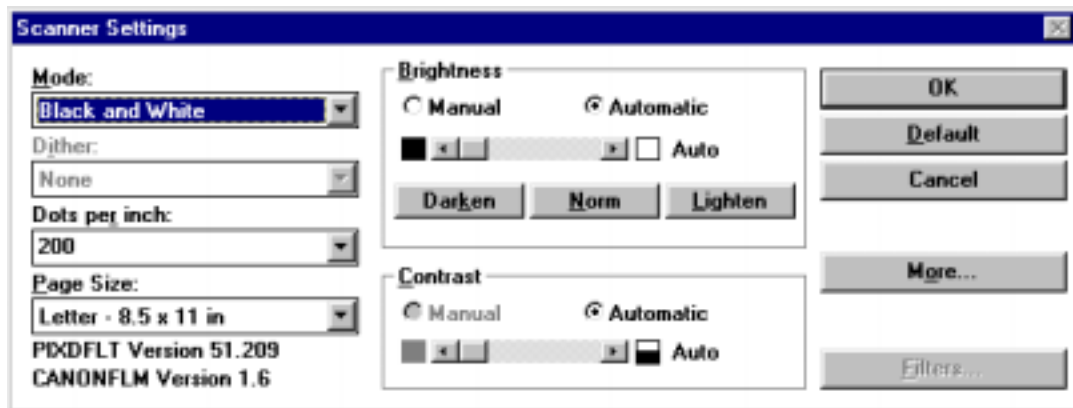 Scanner Settings
Mode:
Black and White
Dither:
None
Dots per inch:
200
Page Size:
Letter - 8.5 x 11 in
PIXDFLT Version 51.209
CANONFLM Version 1.6
Brightness
Manual
Automatic
Auto
Darken
Norm
Lighten
Contrast
Manual
Automatic
Auto
OK
Default
Cancel
More...
Filters...